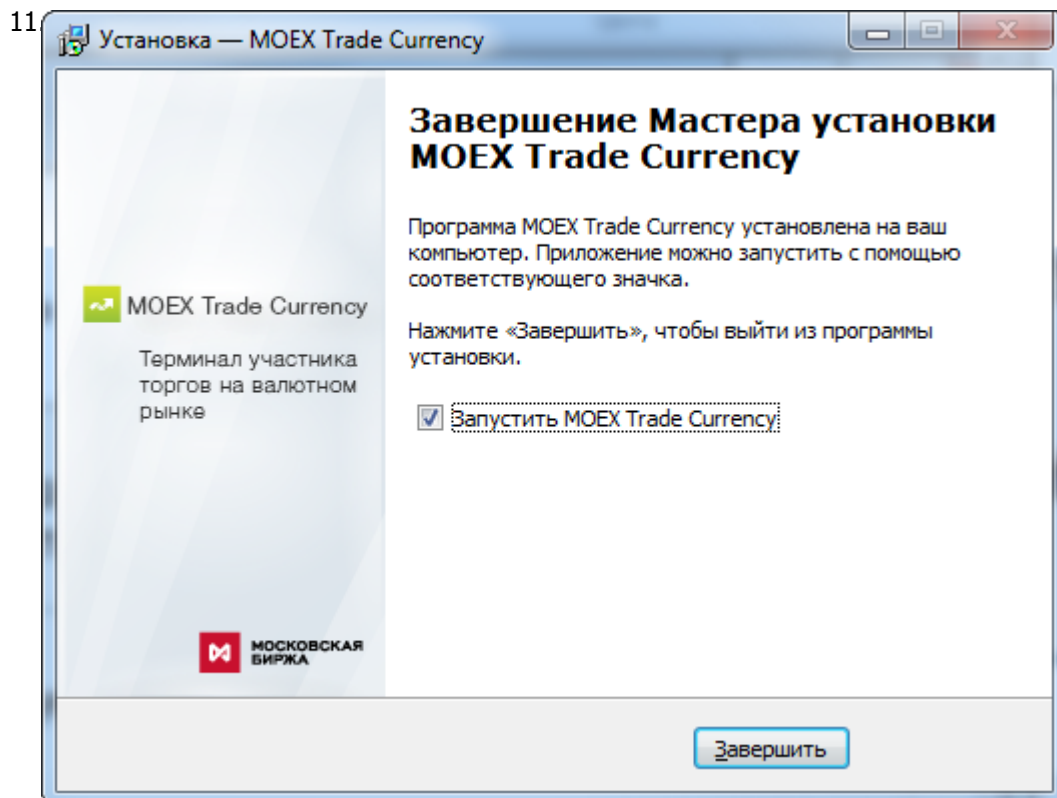 11.
Установка — MOEX Trade Currency
Завершение Мастера установки
MOEX Trade Currency
Программа MOEX Trade Currency установлена на ваш
компьютер. Приложение можно запустить с помощью
соответствующего значка.
Нажмите «Завершить», чтобы выйти из программы
установки.
Запустить MOEX Trade Currency
MOEX Trade Currency
Терминал участника
торгов на валютном
рынке
МОСКОВСКАЯ
БИРЖА
Завершить